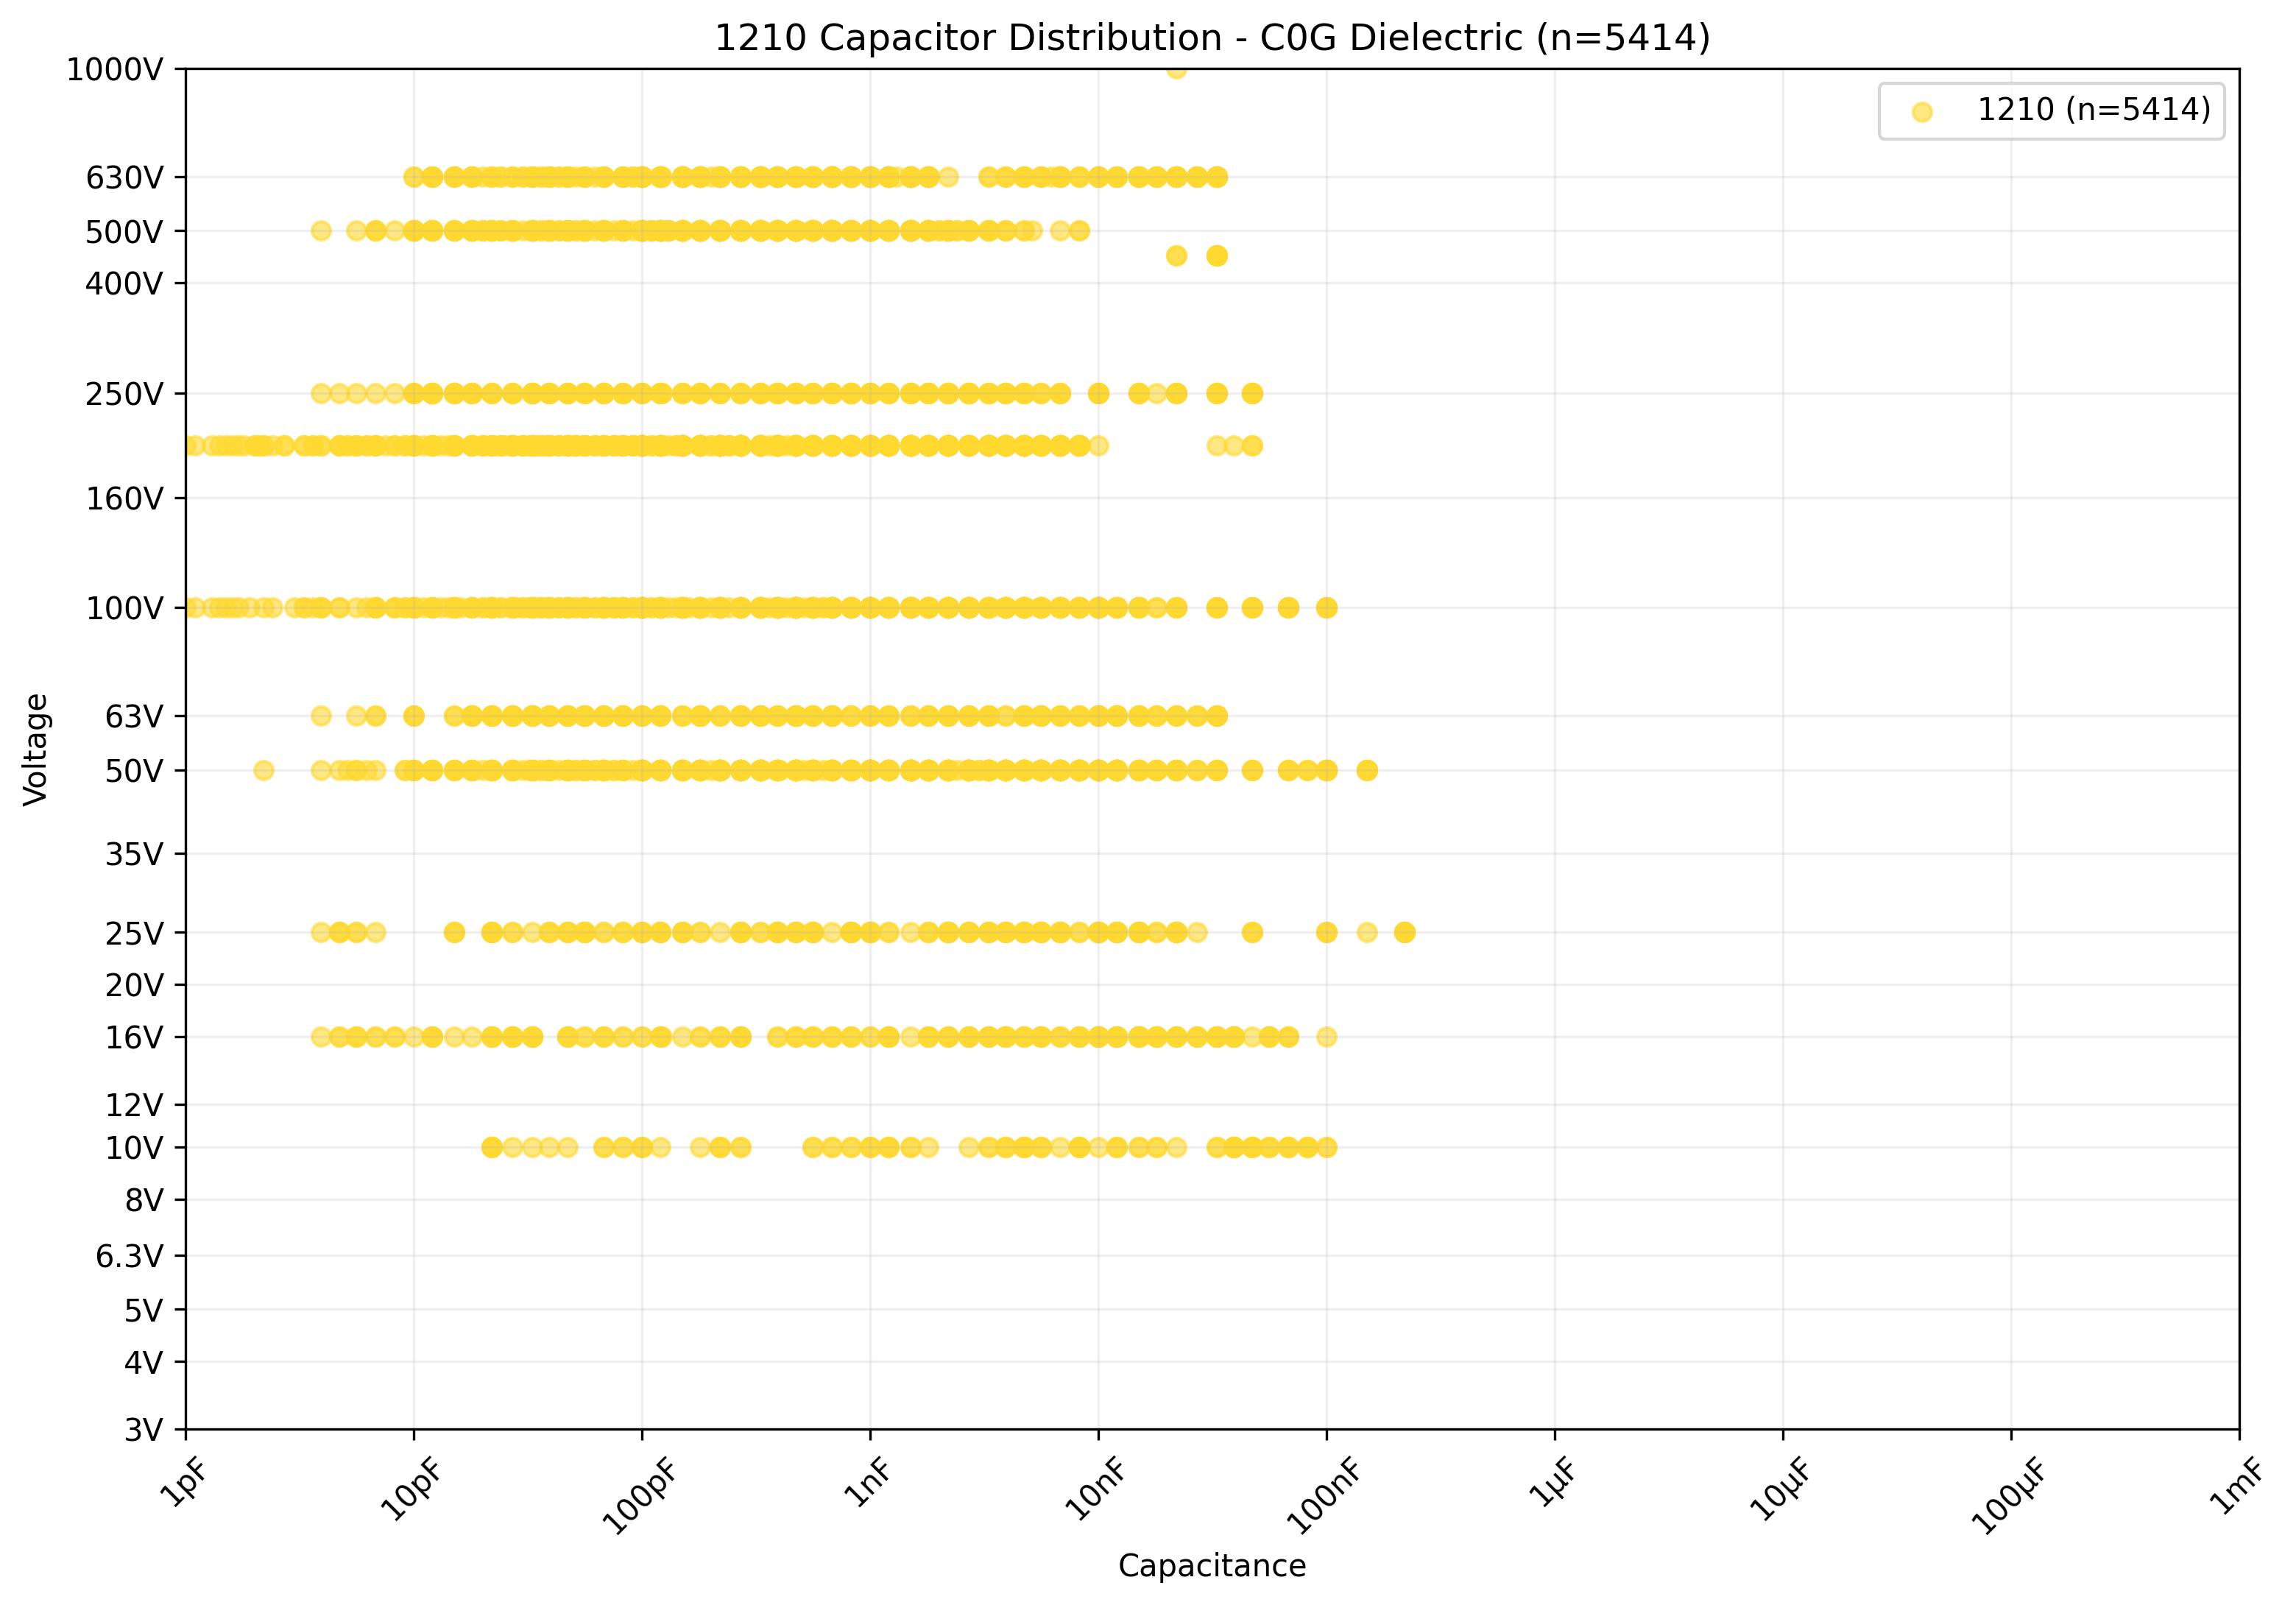 1210 Capacitor Distribution - C0G Dielectric (n=5414)
1210 (n=5414)
Voltage
1000V
630V
500V
400V
250V
160V
100V
63V
50V
35V
25V
20V
16V
12V
10V
8V
6.3V
5V
4V
3V
1pF
10pF
100pF
1nF
10nF
100nF
1µF
10µF
100µF
1mF
Capacitance